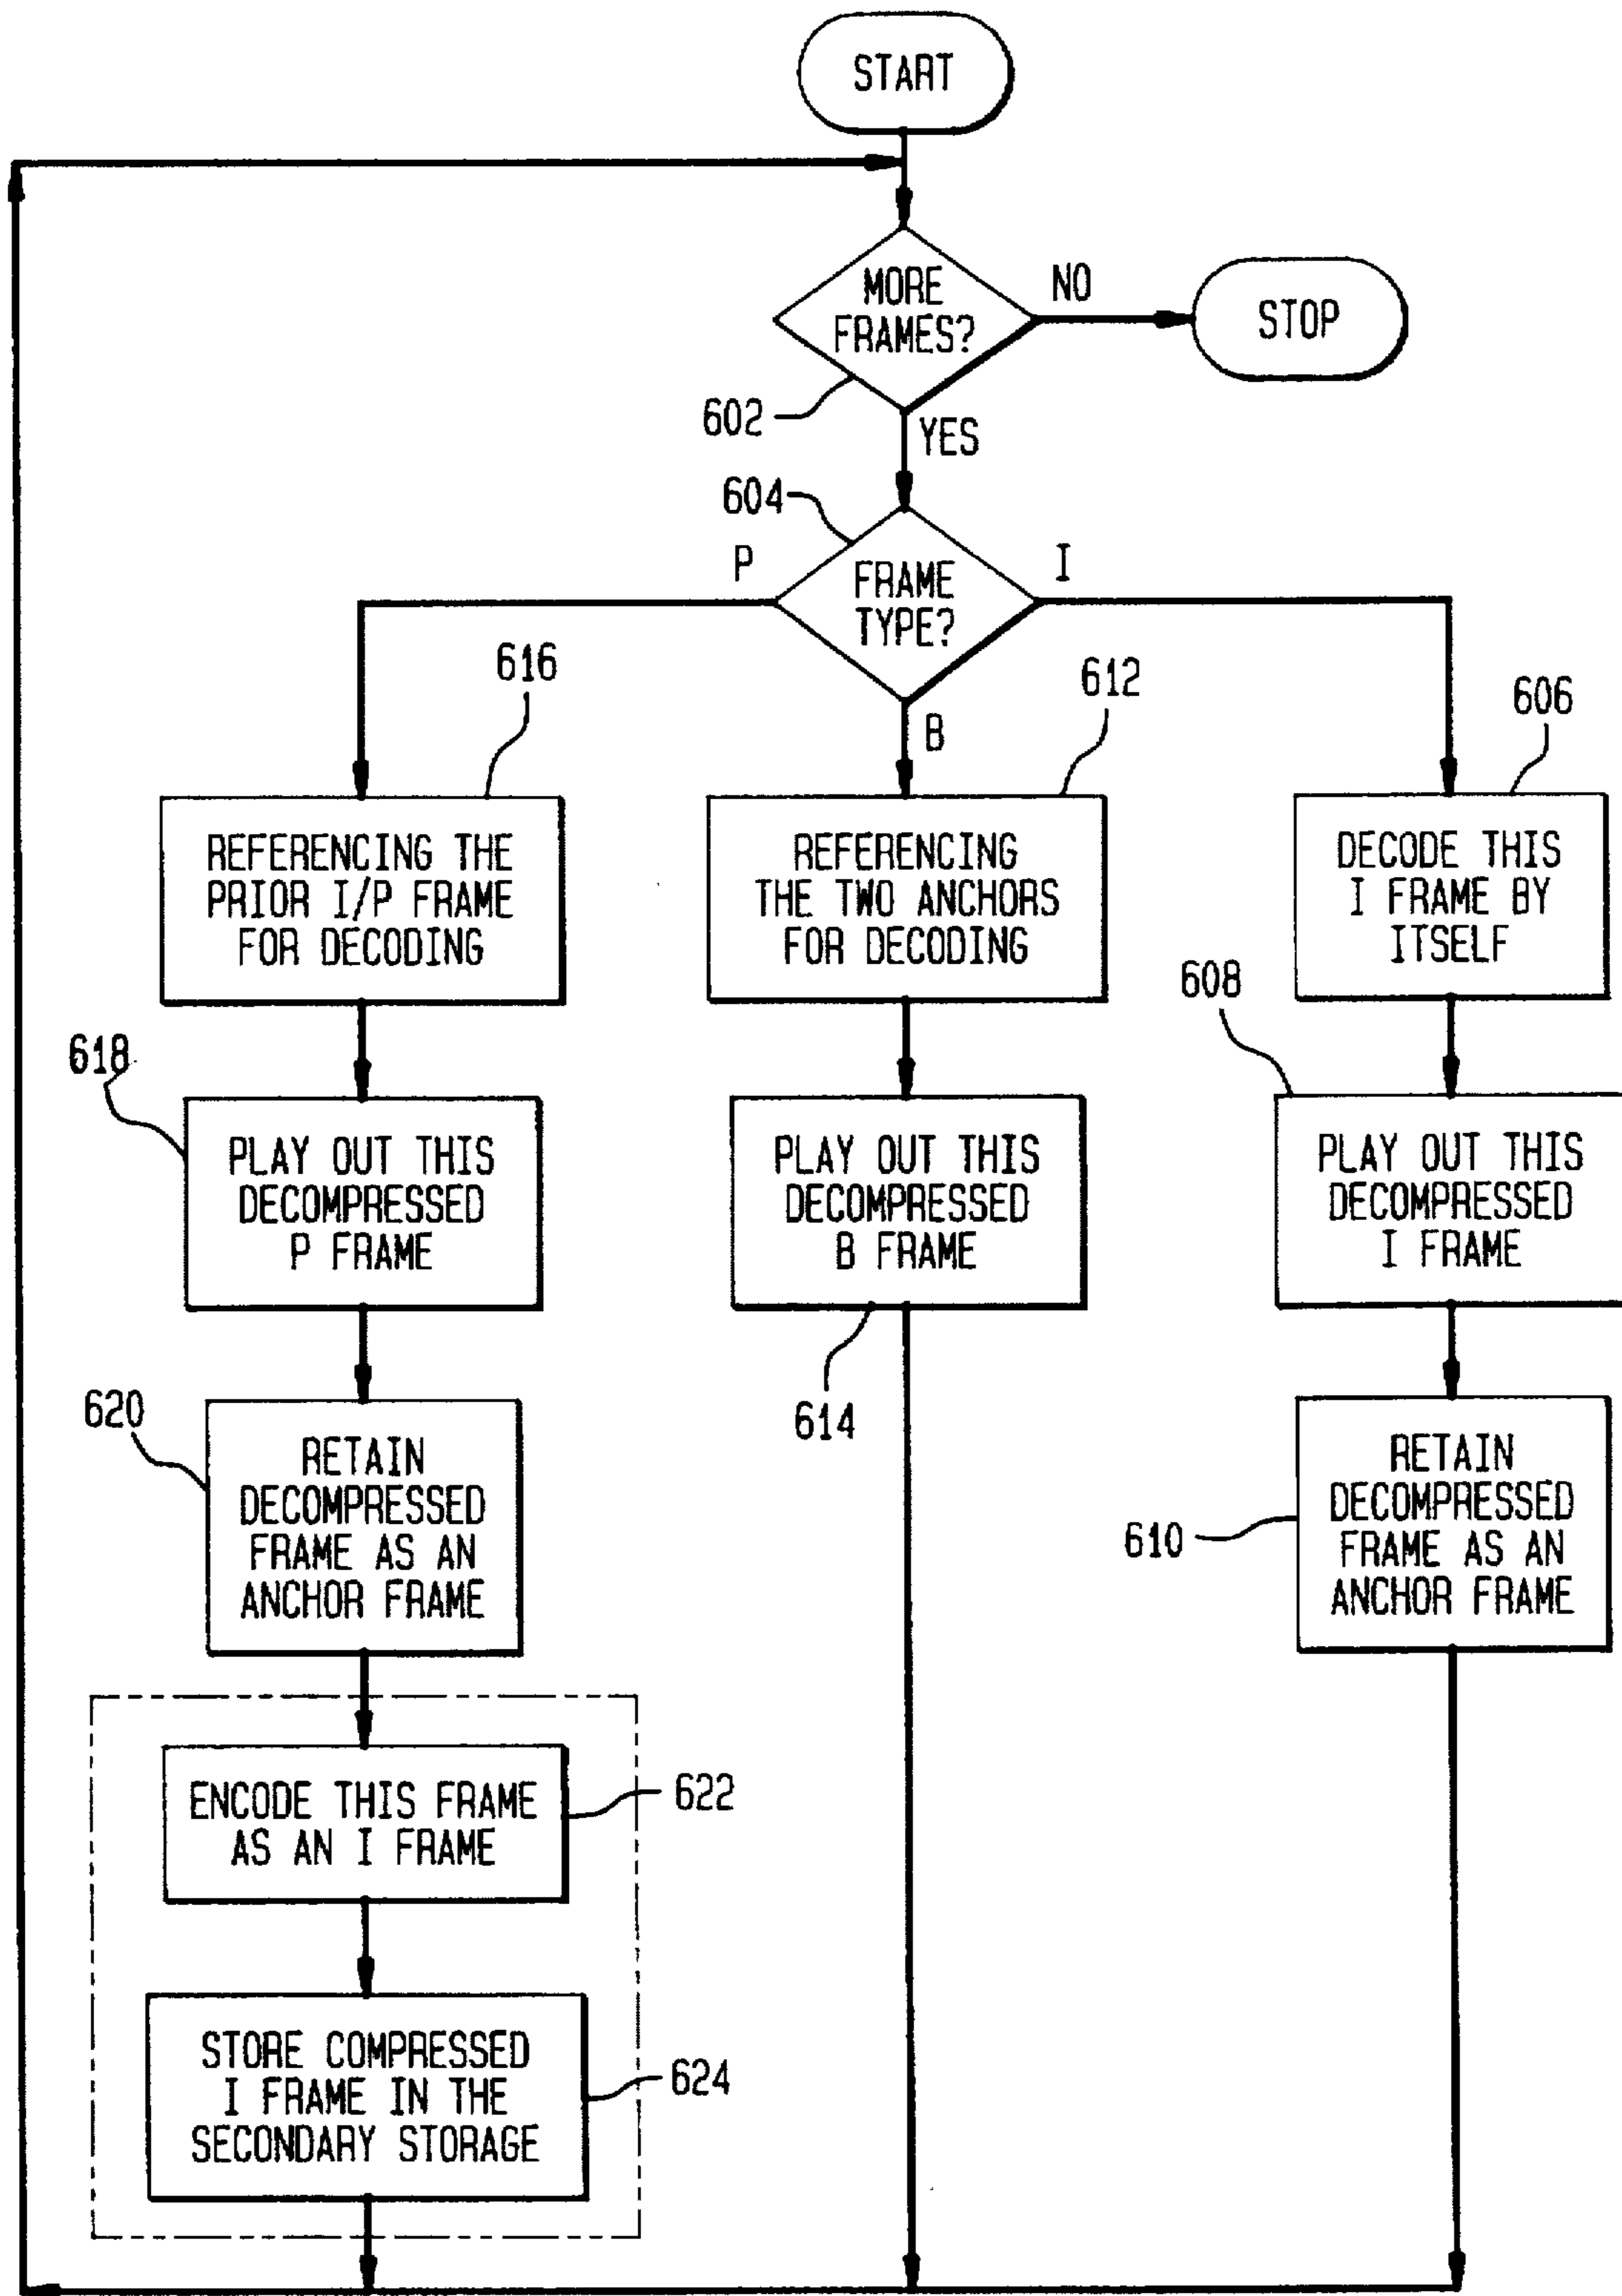 START
MORE
FRAMES?
NO
STOP
602
YES
604
P
FRAME
TYPE?
I
B
616
612
606
REFERENCING THE
PRIOR I/P FRAME
FOR DECODING
REFERENCING
THE TWO ANCHORS
FOR DECODING
DECODE THIS
I FRAME BY
ITSELF
618
608
PLAY OUT THIS
DECOMPRESSED
P FRAME
PLAY OUT THIS
DECOMPRESSED
B FRAME
PLAY OUT THIS
DECOMPRESSED
I FRAME
620
614
610
RETAIN
DECOMPRESSED
FRAME AS AN
ANCHOR FRAME
RETAIN
DECOMPRESSED
FRAME AS AN
ANCHOR FRAME
ENCODE THIS FRAME
AS AN I FRAME
622
STORE COMPRESSED
I FRAME IN THE
SECONDARY STORAGE
624